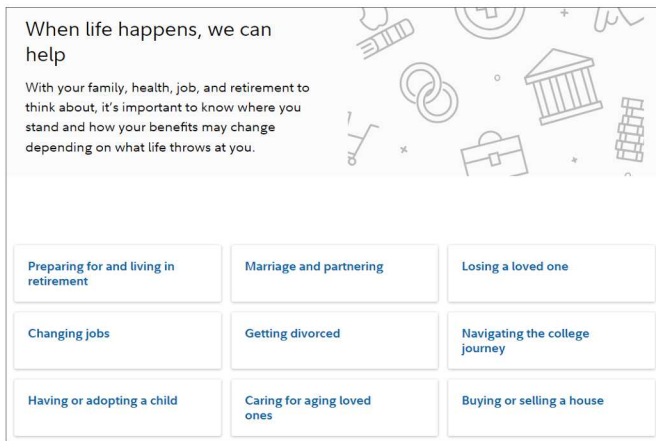 When life happens, we can
help
With your family, health, job, and retirement to
think about, it's important to know where you
stand and how your benefits may change
depending on what life throws at you.
Preparing for and living in
retirement
Marriage and partnering
Losing a loved one
Changing jobs
Getting divorced
Navigating the college
journey
Having or adopting a child
Caring for aging loved
ones
Buying or selling a house